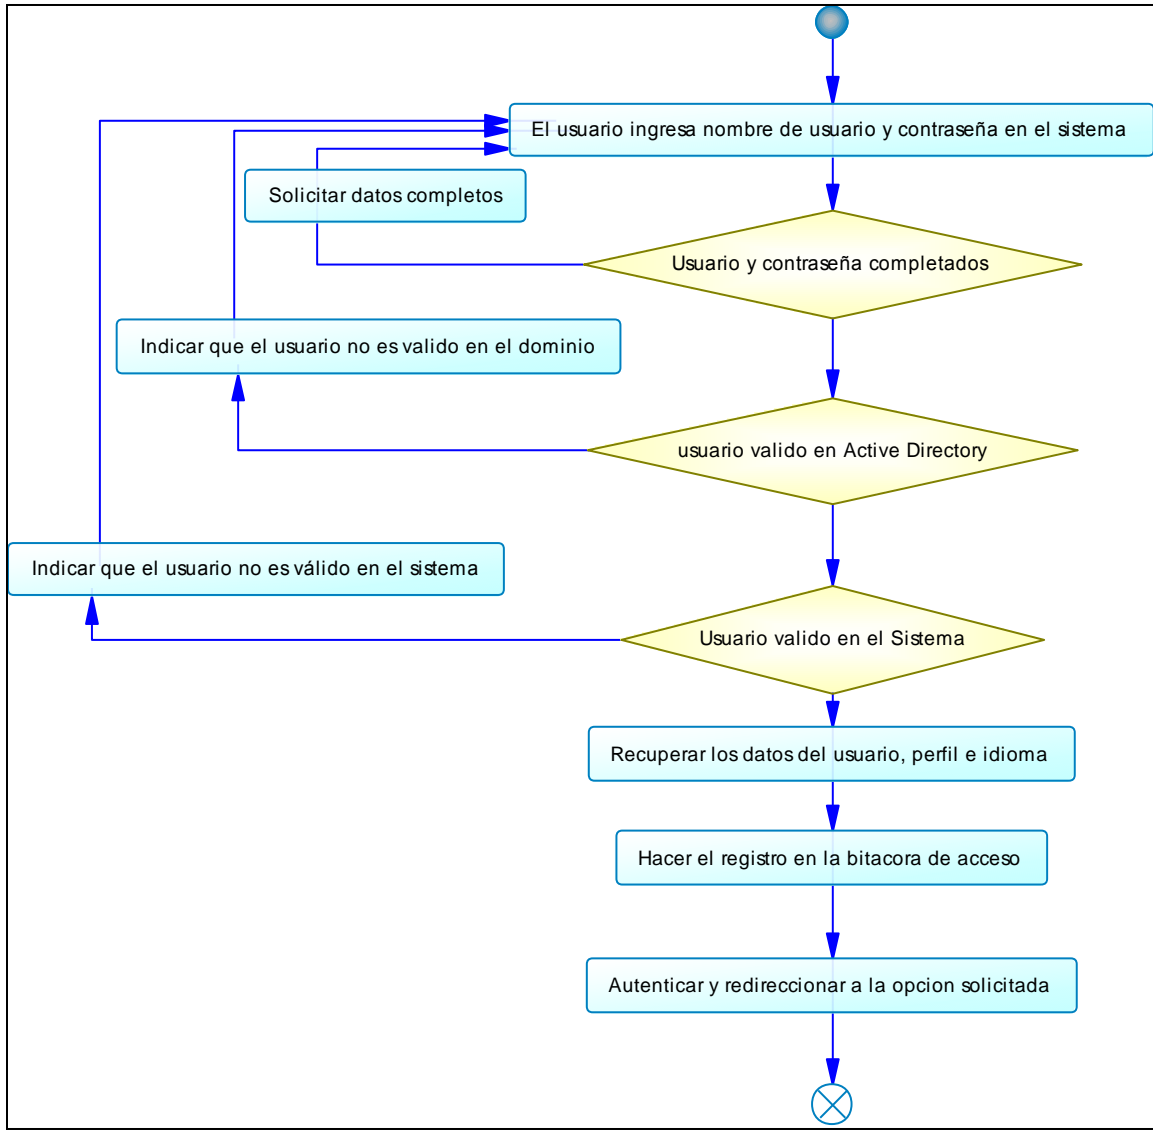 El usuario ingresa nombre de usuario y contraseña en el sistema
Solicitar datos completos
Usuario y contraseña completados
Indicar que el usuario no es valido en el dominio
usuario valido en Active Directory
Indicar que el usuario no es válido en el sistema
Usuario valido en el Sistema
Recuperar los datos del usuario, perfil e idioma
Hacer el registro en la bitacora de acceso
Autenticar y redireccionar a la opcion solicitada